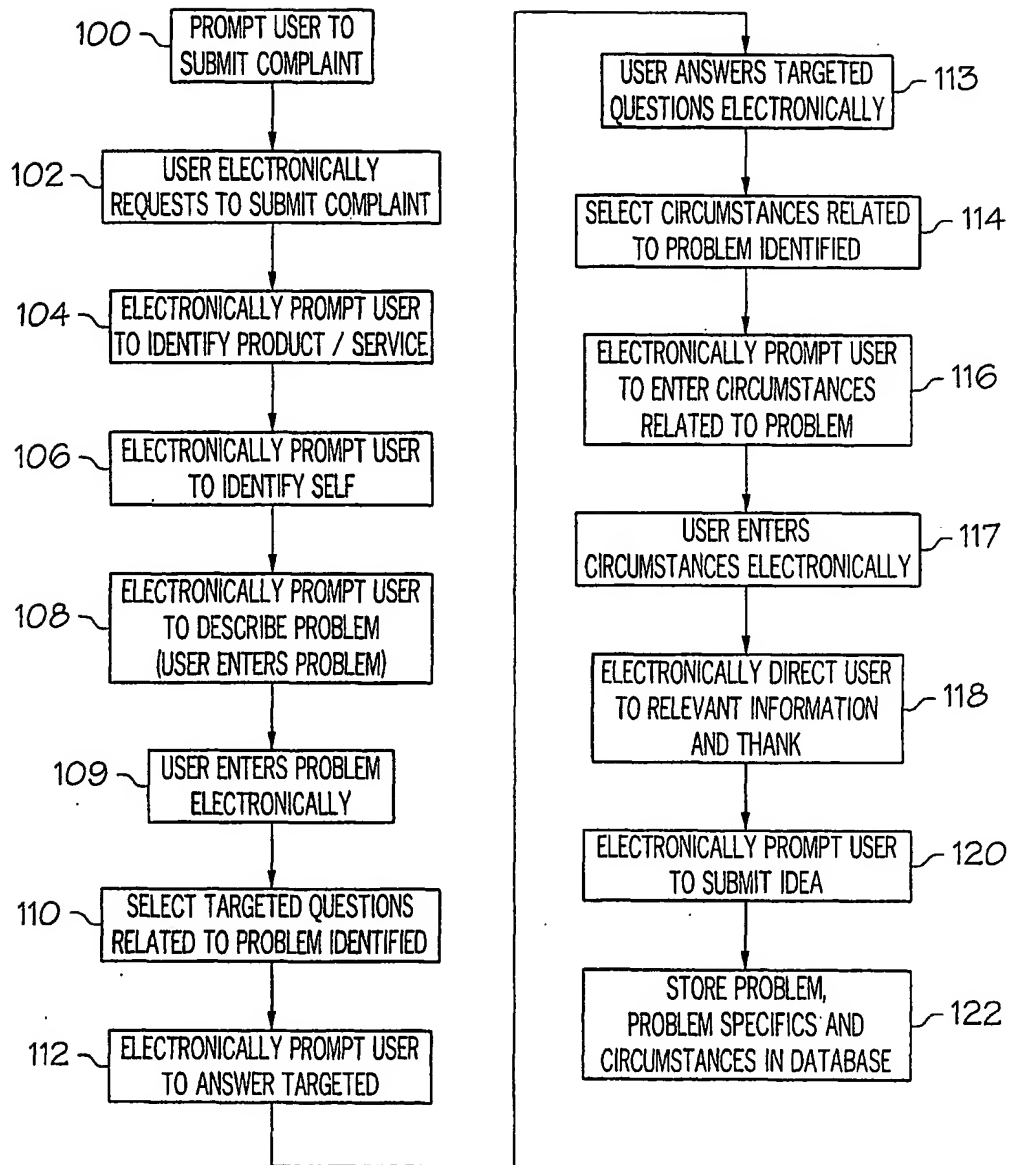 100
PROMPT USER TO
SUBMIT COMPLAINT
102
USER ELECTRONICALLY
REQUESTS TO SUBMIT COMPLAINT
104
ELECTRONICALLY PROMPT USER
TO IDENTIFY PRODUCT / SERVICE
106
ELECTRONICALLY PROMPT USER
TO IDENTIFY SELF
108
ELECTRONICALLY PROMPT USER
TO DESCRIBE PROBLEM
(USER ENTERS PROBLEM)
109
USER ENTERS PROBLEM
ELECTRONICALLY
110
SELECT TARGETED QUESTIONS
RELATED TO PROBLEM IDENTIFIED
112
ELECTRONICALLY PROMPT USER
TO ANSWER TARGETED
USER ANSWERS TARGETED
QUESTIONS ELECTRONICALLY
113
SELECT CIRCUMSTANCES RELATED
TO PROBLEM IDENTIFIED
114
ELECTRONICALLY PROMPT USER
TO ENTER CIRCUMSTANCES
RELATED TO PROBLEM
116
USER ENTERS
CIRCUMSTANCES ELECTRONICALLY
117
ELECTRONICALLY DIRECT USER
TO RELEVANT INFORMATION
AND THANK
118
ELECTRONICALLY PROMPT USER
TO SUBMIT IDEA
120
STORE PROBLEM,
PROBLEM SPECIFICS AND
CIRCUMSTANCES IN DATABASE
122